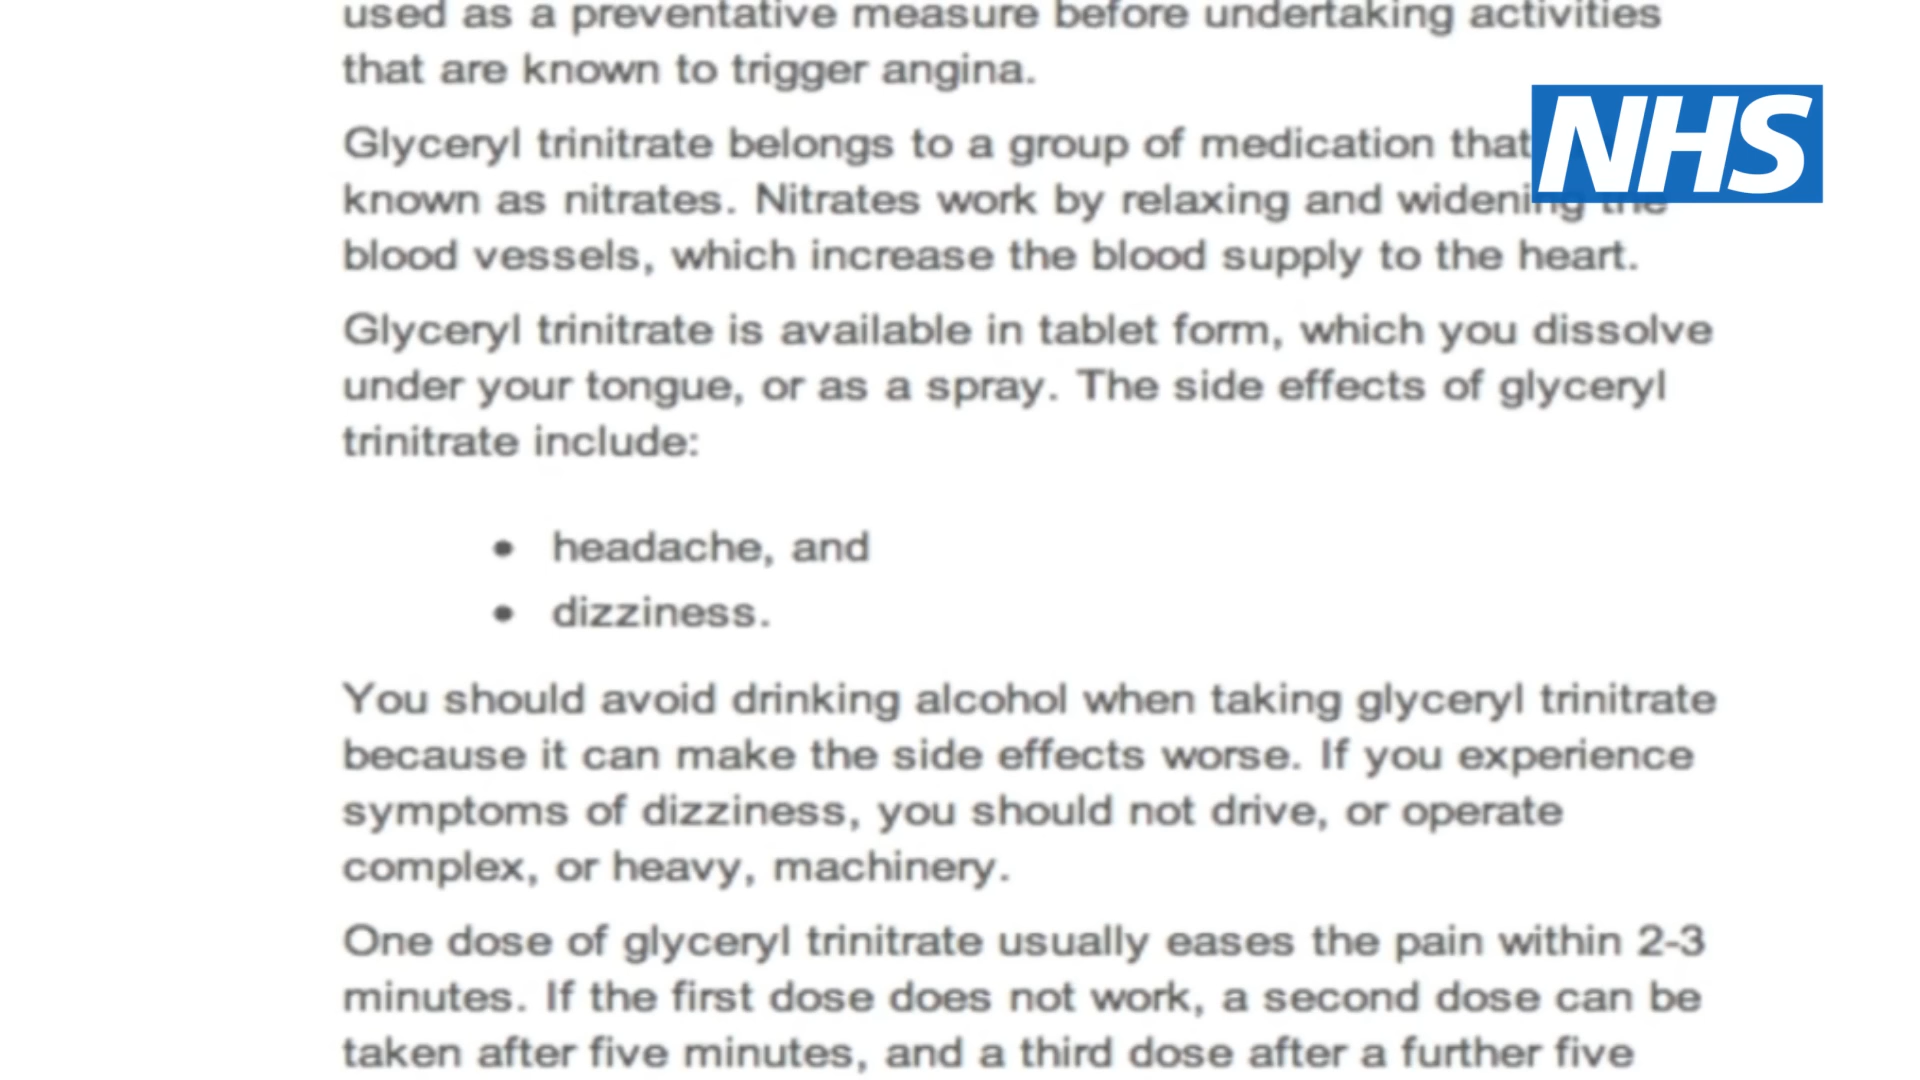 used as a preventative measure before undertaking activities
that are known to trigger angina.
Glyceryl trinitrate belongs to a group of medication that
NHS
known as nitrates. Nitrates work by relaxing and widening the
blood vessels, which increase the blood supply to the heart.
Glyceryl trinitrate is available in tablet form, which you dissolve
under your tongue, or as a spray. The side effects of glyceryl
trinitrate include:
• headache, and
• dizziness.
You should avoid drinking alcohol when taking glyceryl trinitrate
because it can make the side effects worse. If you experience
symptoms of dizziness, you should not drive, or operate
complex, or heavy, machinery.
One dose of glyceryl trinitrate usually eases the pain within 2-3
minutes. If the first dose does not work, a second dose can be
taken after five minutes, and a third dose after a further five